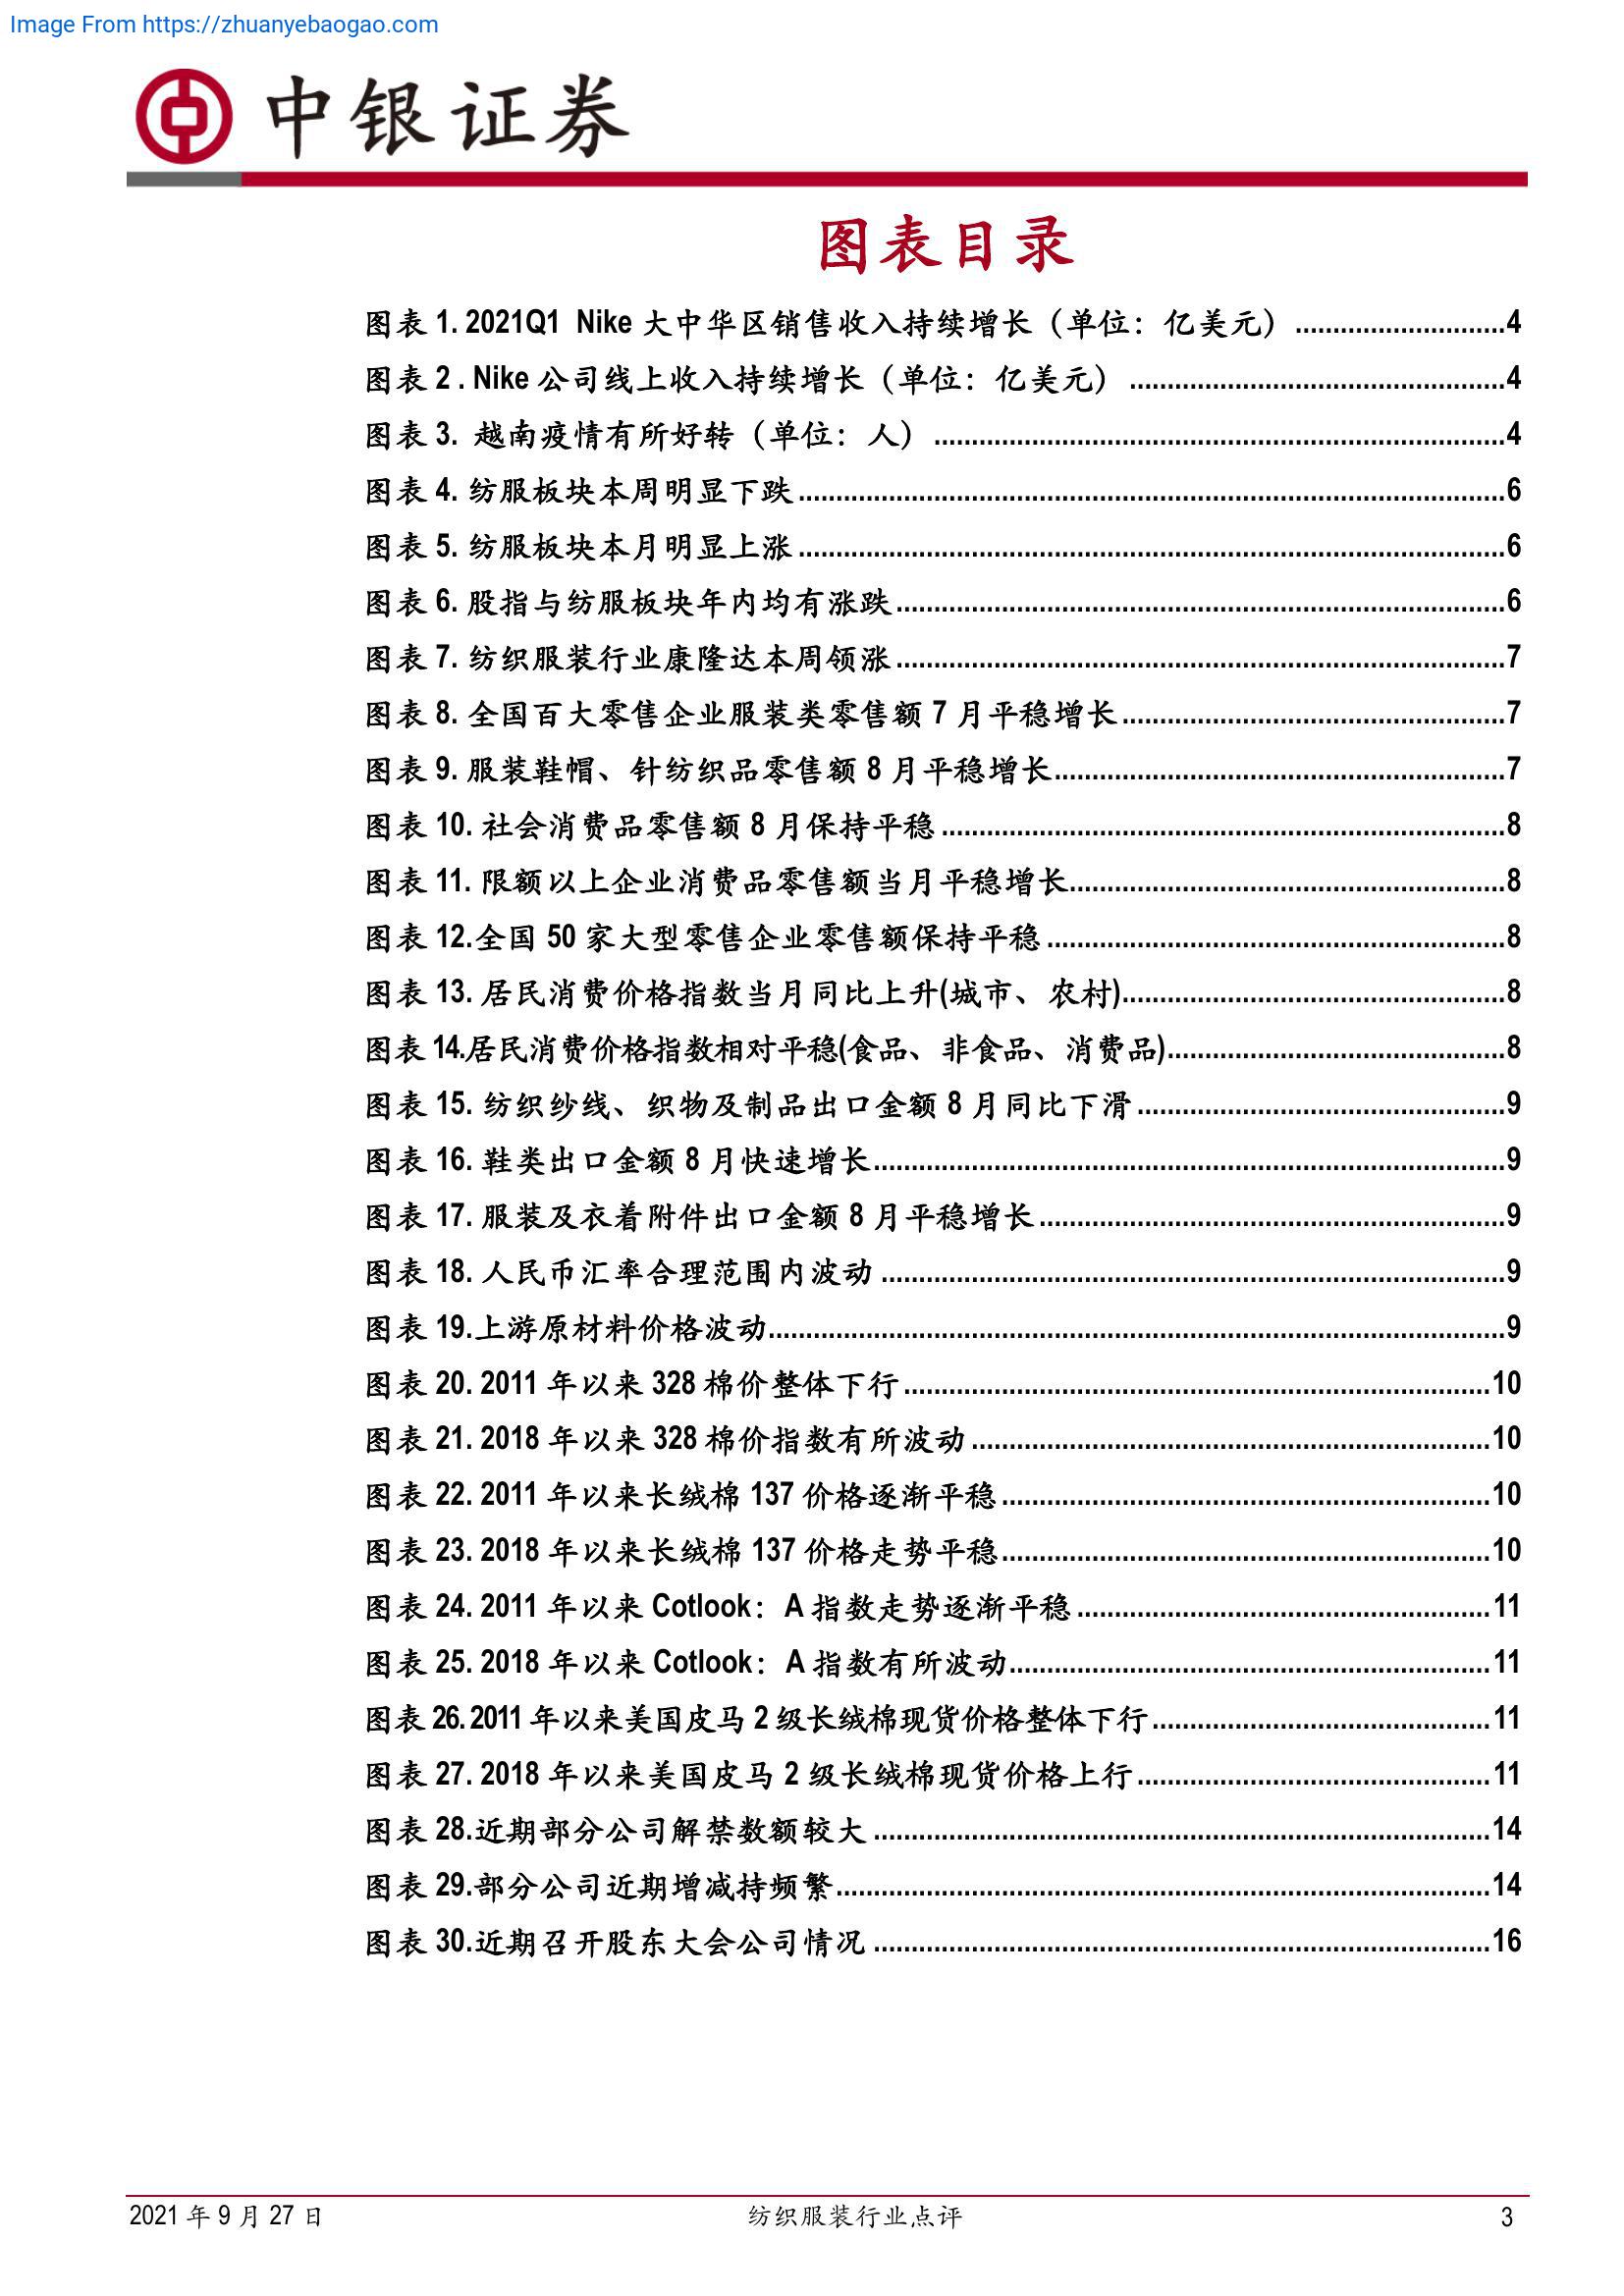 Image From https://zhuanyebaogao.com
中银证券
图表目录
图表 1. 2021Q1 Nike 大中华区销售收入持续增长（单位：亿美元） ............................4
图表 2 . Nike 公司线上收入持续增长（单位：亿美元） ..................................................4
图表 3. 越南疫情有所好转（单位：人） ............................................................................4
图表 4. 纺服板块本周明显下跌..............................................................................................6
图表 5. 纺服板块本月明显上涨..............................................................................................6
图表 6. 股指与纺服板块年内均有涨跌.................................................................................6
图表 7. 纺织服装行业康隆达本周领涨.................................................................................7
图表 8. 全国百大零售企业服装类零售额 7 月平稳增长...................................................7
图表 9. 服装鞋帽、针纺织品零售额 8 月平稳增长............................................................7
图表 10. 社会消费品零售额 8 月保持平稳...........................................................................8
图表 11. 限额以上企业消费品零售额当月平稳增长..........................................................8
图表 12.全国 50 家大型零售企业零售额保持平稳.............................................................8
图表 13. 居民消费价格指数当月同比上升(城市、农村)...................................................8
图表 14.居民消费价格指数相对平稳(食品、非食品、消费品).............................................8
图表 15. 纺织纱线、织物及制品出口金额 8 月同比下滑.................................................9
图表 16. 鞋类出口金额 8 月快速增长....................................................................................9
图表 17. 服装及衣着附件出口金额 8 月平稳增长..............................................................9
图表 18. 人民币汇率合理范围内波动...................................................................................9
图表 19.上游原材料价格波动..................................................................................................9
图表 20. 2011 年以来 328 棉价整体下行..............................................................................10
图表 21. 2018 年以来 328 棉价指数有所波动.....................................................................10
图表 22. 2011 年以来长绒棉 137 价格逐渐平稳.................................................................10
图表 23. 2018 年以来长绒棉 137 价格走势平稳.................................................................10
图表 24. 2011 年以来 Cotlook：A 指数走势逐渐平稳.......................................................11
图表 25. 2018 年以来 Cotlook：A 指数有所波动................................................................11
图表 26. 2011 年以来美国皮马 2 级长绒棉现货价格整体下行.............................................11
图表 27. 2018 年以来美国皮马 2 级长绒棉现货价格上行...............................................11
图表 28.近期部分公司解禁数额较大..................................................................................14
图表 29.部分公司近期增减持频繁.......................................................................................14
图表 30.近期召开股东大会公司情况..................................................................................16
2021 年 9 月 27 日 纺织服装行业点评 3